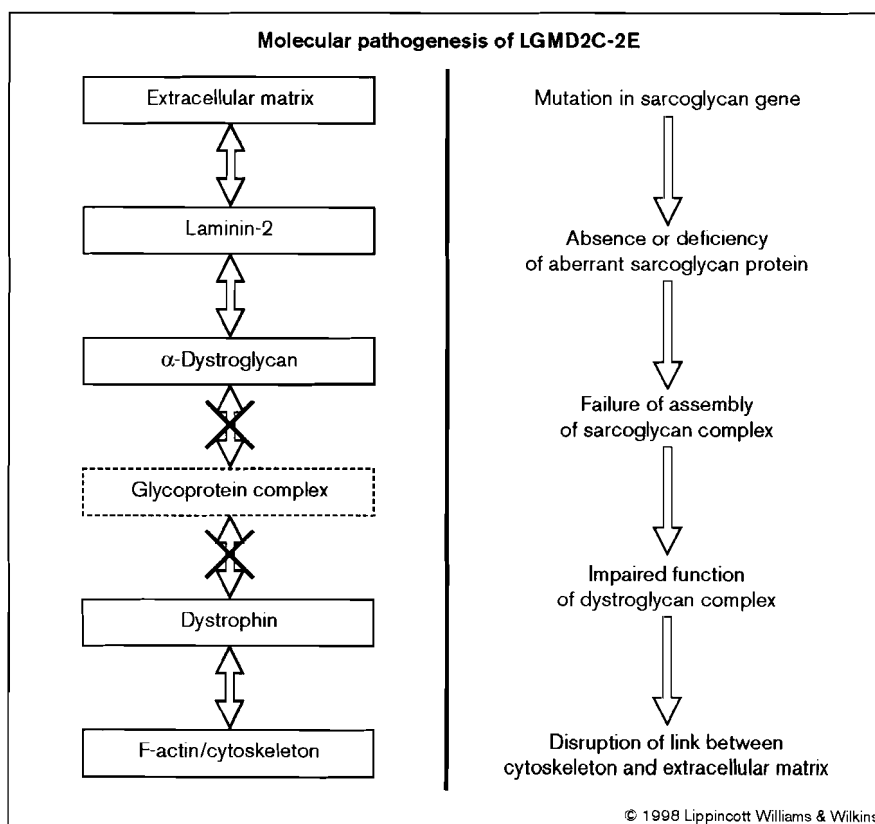 Molecular pathogenesis of LGMD2C-2E
Extracellular matrix
Laminin-2
α-Dystroglycan
Glycoprotein complex
Dystrophin
F-actin/cytoskeleton
Mutation in sarcoglycan gene
Absence or deficiency
of aberrant sarcoglycan protein
Failure of assembly
of sarcoglycan complex
Impaired function
of dystroglycan complex
Disruption of link between
cytoskeleton and extracellular matrix
© 1998 Lippincott Williams & Wilkins